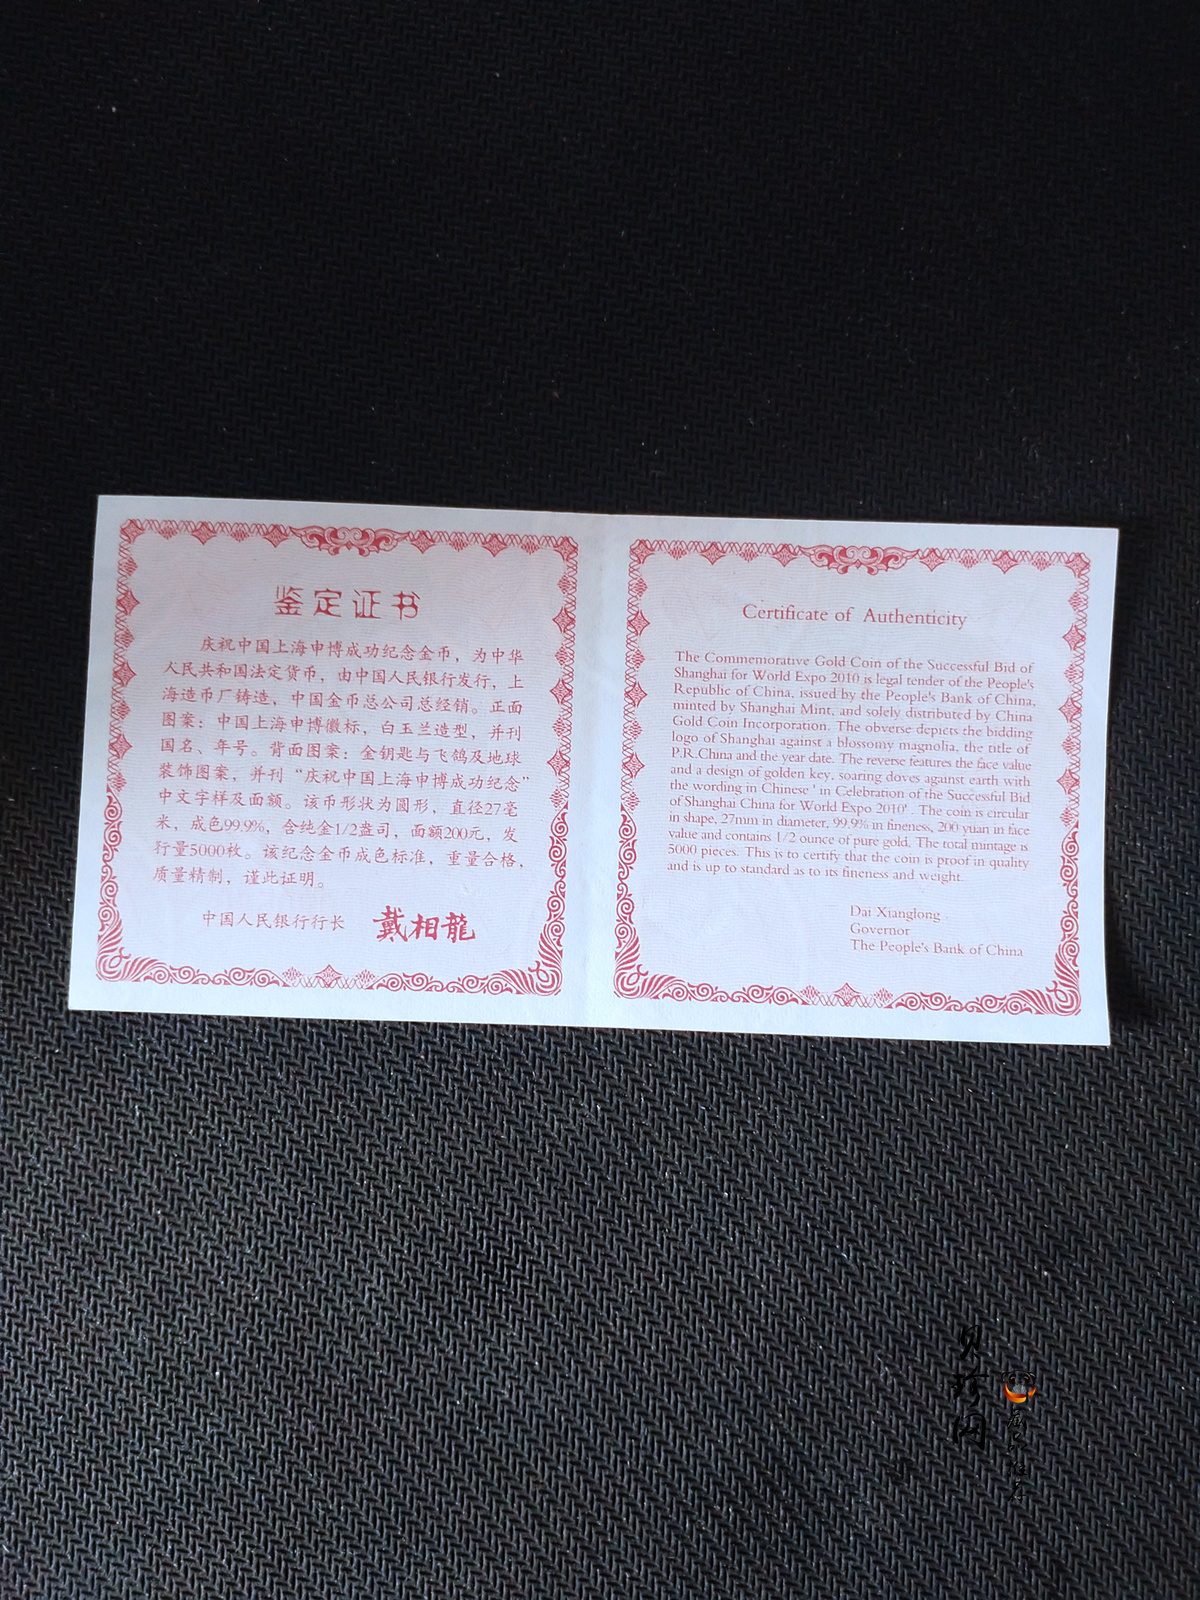 鉴定证书
庆祝中国上海申博成功纪念金币，为中华
人民共和国法定货币，由中国人民银行发行，上
海造币厂铸造，中国金币总公司总经销。正面
图案：中国上海申博徽标，白玉兰造型，并刊
国名、年号。背面图案：金钥匙与飞鸽及地球
装饰图案，并刊“庆祝中国上海申博成功纪念”
中文字样及面额。该币形状为圆形，直径27毫
米，成色99.9%，含纯金1/2盎司，面额200元，发
行量5000枚。该纪念金币成色标准，重量合格，
质量精制，谨此证明。
中国人民银行行长 戴相龍
Certificate of Authenticity
The Commemorative Gold Coin of the Successful Bid of
Shanghai for World Expo 2010 is legal tender of the People's
Republic of China, issued by the People's Bank of China,
minted by Shanghai Mint, and solely distributed by China
Gold Coin Incorporation. The obverse depicts the bidding
logo of Shanghai against a blossomy magnolia, the title of
P.R.China and the year date. The reverse features the face value
and a design of golden key, soaring doves against earth with
the wording in Chinese ' in Celebration of the Successful Bid
of Shanghai China for World Expo 2010' . The coin is circular
in shape, 27mm in diameter, 99.9% in fineness, 200 yuan in face
value and contains 1/2 ounce of pure gold. The total mintage is
5000 pieces. This is to certify that the coin is proof in quality
and is up to standard as to its fineness and weight.
Dai Xianglong
Governor
The People's Bank of China
贝珍网